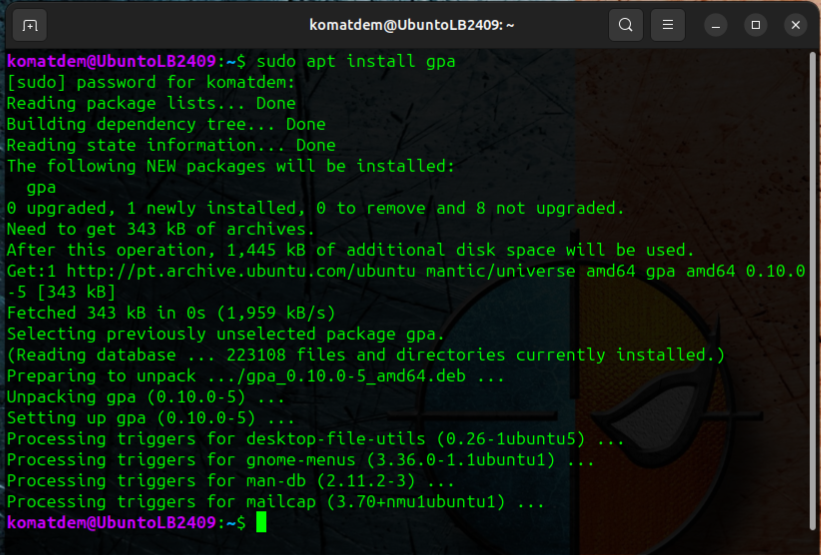 komatdem@UbuntoLB2409: ~
komatdem@UbuntoLB2409:~$ sudo apt install gpa
[sudo] password for komatdem:
Reading package lists... Done
Building dependency tree... Done
Reading state information... Done
The following NEW packages will be installed:
  gpa
0 upgraded, 1 newly installed, 0 to remove and 8 not upgraded.
Need to get 343 kB of archives.
After this operation, 1,445 kB of additional disk space will be used.
Get:1 http://pt.archive.ubuntu.com/ubuntu mantic/universe amd64 gpa amd64 0.10.0
-5 [343 kB]
Fetched 343 kB in 0s (1,959 kB/s)
Selecting previously unselected package gpa.
(Reading database ... 223108 files and directories currently installed.)
Preparing to unpack .../gpa_0.10.0-5_amd64.deb ...
Unpacking gpa (0.10.0-5) ...
Setting up gpa (0.10.0-5) ...
Processing triggers for desktop-file-utils (0.26-1ubuntu5) ...
Processing triggers for gnome-menus (3.36.0-1.1ubuntu1) ...
Processing triggers for man-db (2.11.2-3) ...
Processing triggers for mailcap (3.70+nmu1ubuntu1) ...
komatdem@UbuntoLB2409:~$